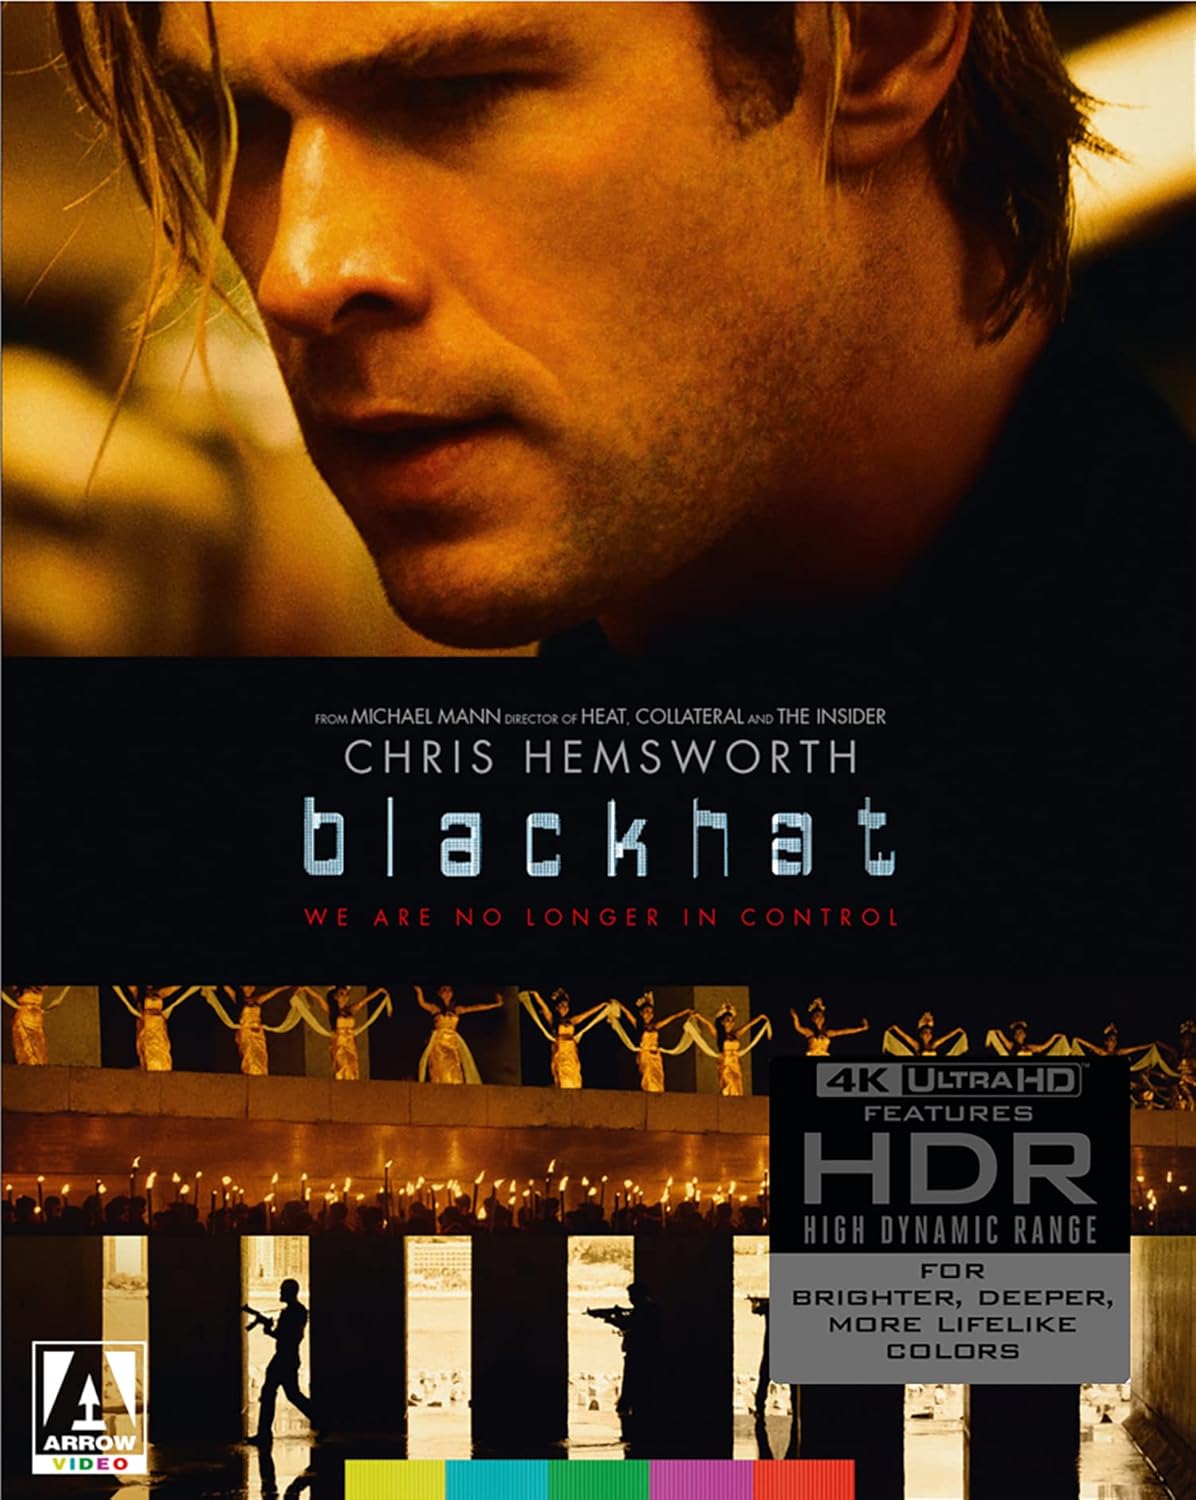 FROM MICHAEL MANN DIRECTOR OF HEAT, COLLATERAL AND THE INSIDER
CHRIS HEMSWORTH
blackhat
WE ARE NO LONGER IN CONTROL
4K ULTRA HD™
FEATURES
HDR
HIGH DYNAMIC RANGE
FOR
BRIGHTER, DEEPER,
MORE LIFELIKE
COLORS
ARROW
VIDEO